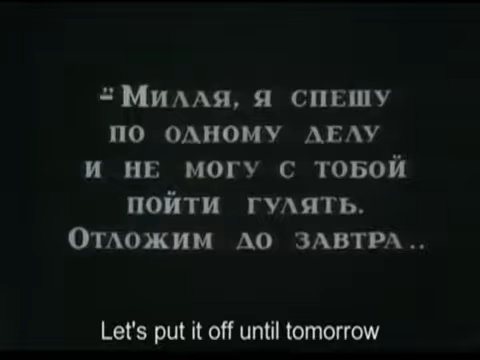 "– Милая, я спешу
по одному делу
и не могу с тобой
пойти гулять.
Отложим до завтра..
Let's put it off until tomorrow